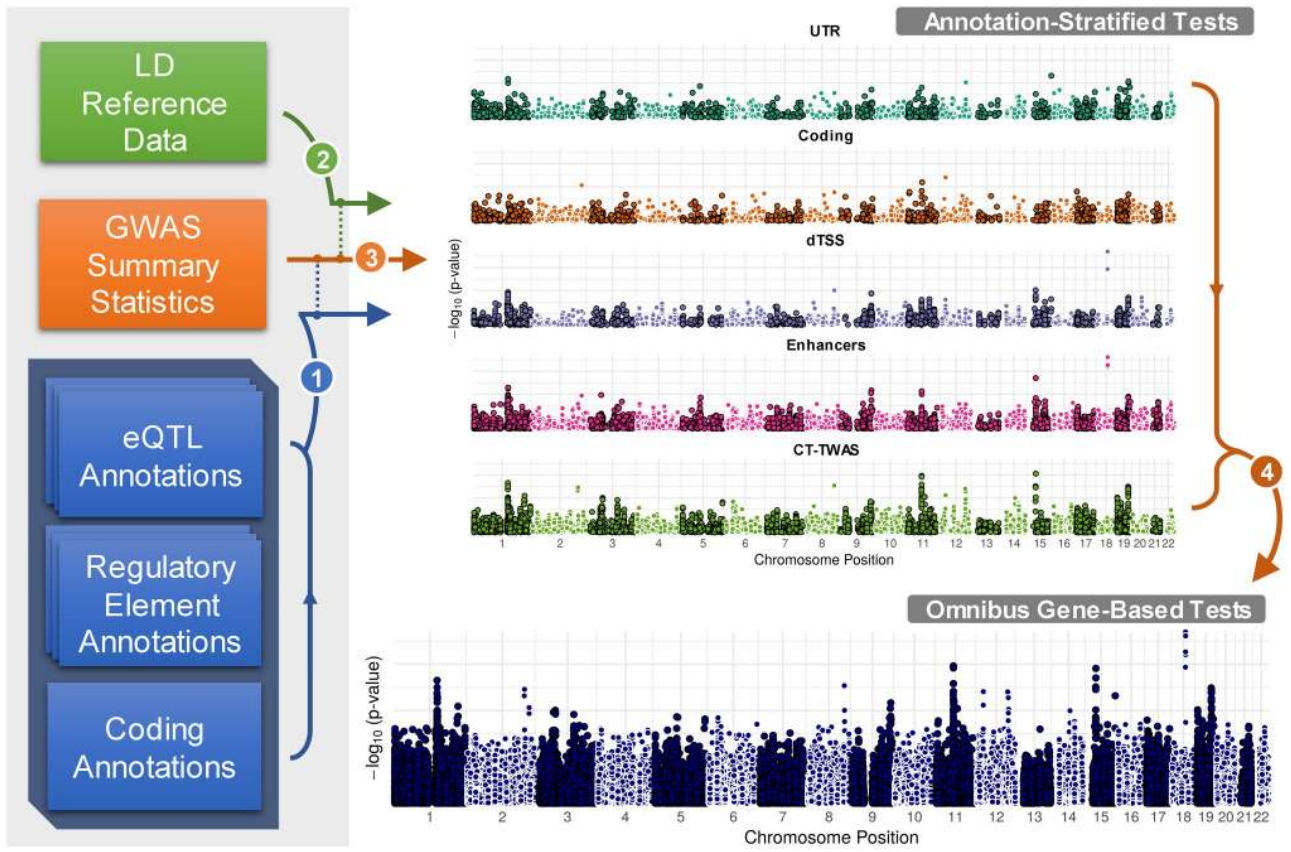 LD
Reference
Data
GWAS
Summary
Statistics
eQTL
Annotations
Regulatory
Element
Annotations
Coding
Annotations
2
3
1
Annotation-Stratified Tests
UTR
Coding
dTSS
Enhancers
CT-TWAS
−log10 (p-value)
1 2 3 4 5 6 7 8 9 10 11 12 13 14 15 16 17 18 19 20 21 22
Chromosome Position
4
Omnibus Gene-Based Tests
−log10 (p-value)
1 2 3 4 5 6 7 8 9 10 11 12 13 14 15 16 17 18 19 20 21 22
Chromosome Position